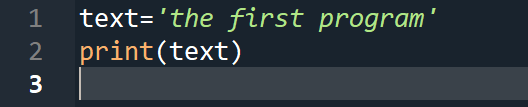 1 text='the first program'
2 print(text)
3